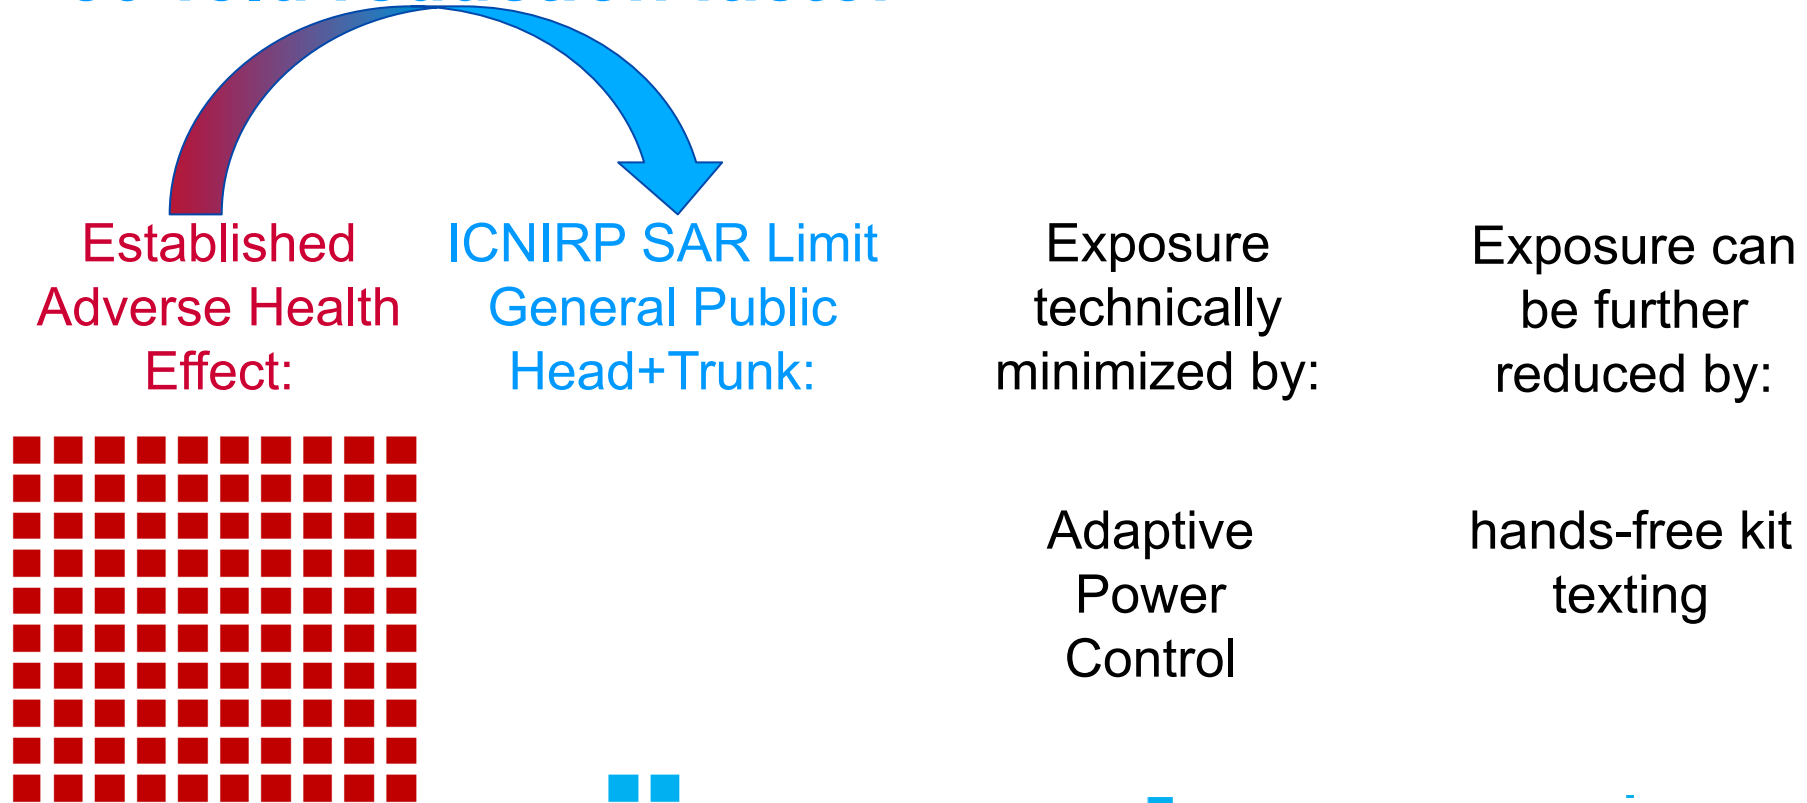 Established
Adverse Health
Effect:
ICNIRP SAR Limit
General Public
Head+Trunk:
Exposure
technically
minimized by:
Exposure can
be further
reduced by:
Adaptive
Power
Control
hands-free kit
texting